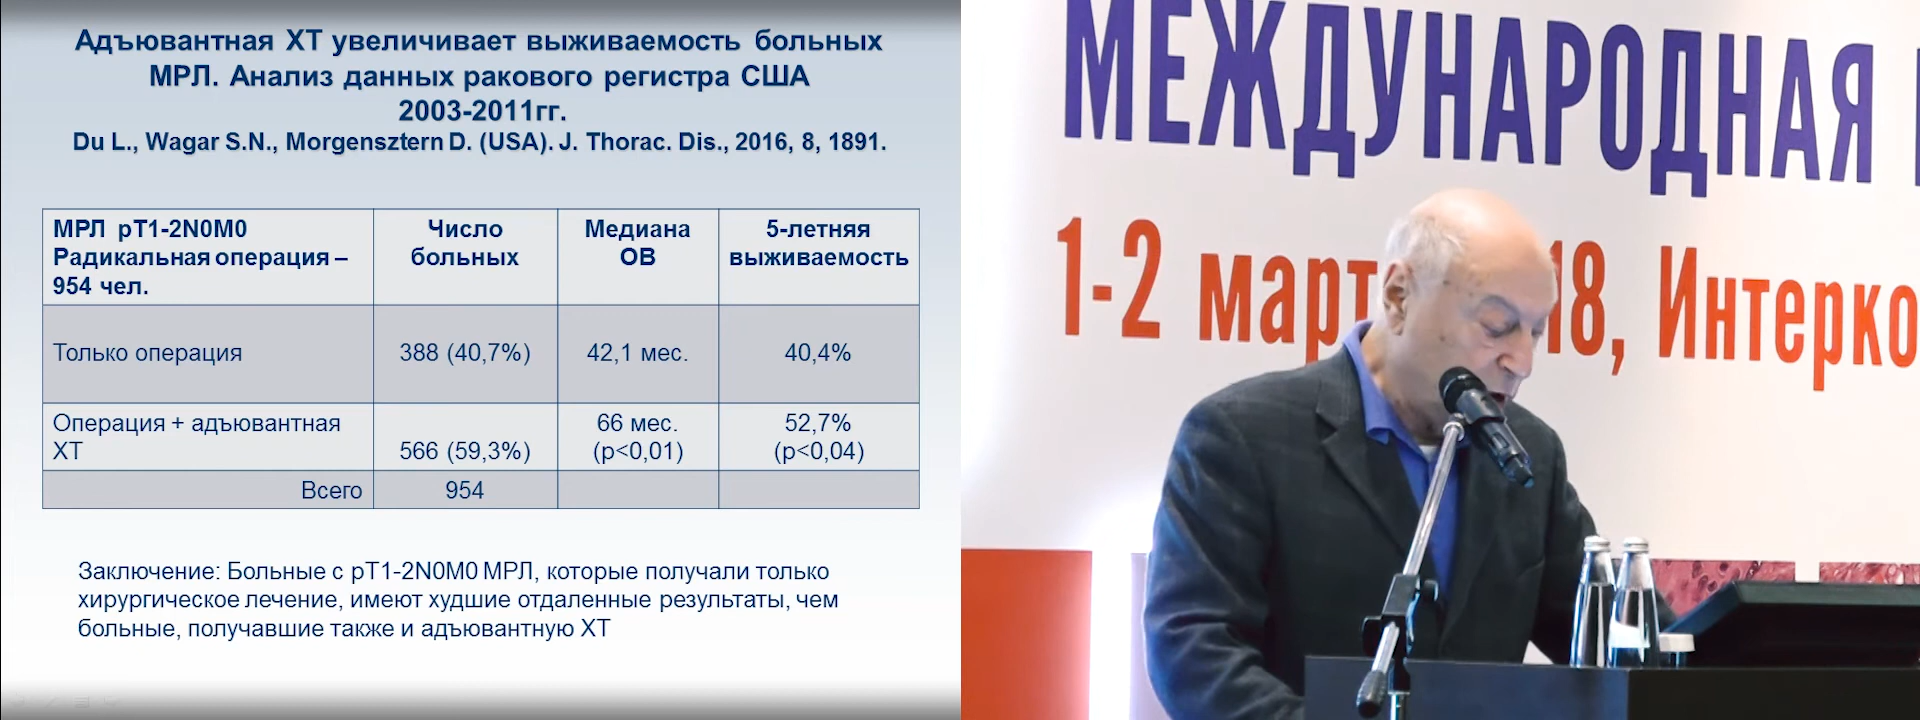 Адъювантная ХТ увеличивает выживаемость больных
МРЛ. Анализ данных ракового регистра США
2003-2011гг.
Du L., Wagar S.N., Morgensztern D. (USA). J. Thorac. Dis., 2016, 8, 1891.
МРЛ pT1-2N0M0
Радикальная операция –
954 чел.
Число
больных
Медиана
ОВ
5-летняя
выживаемость
Только операция
388 (40,7%)
42,1 мес.
40,4%
Операция + адъювантная
ХТ
566 (59,3%)
66 мес.
(p<0,01)
52,7%
(p<0,04)
Всего
954
Заключение: Больные с pT1-2N0M0 МРЛ, которые получали только
хирургическое лечение, имеют худшие отдаленные результаты, чем
больные, получавшие также и адъювантную ХТ
МЕЖДУНАРОДНАЯ
1-2 март 18, Интерко